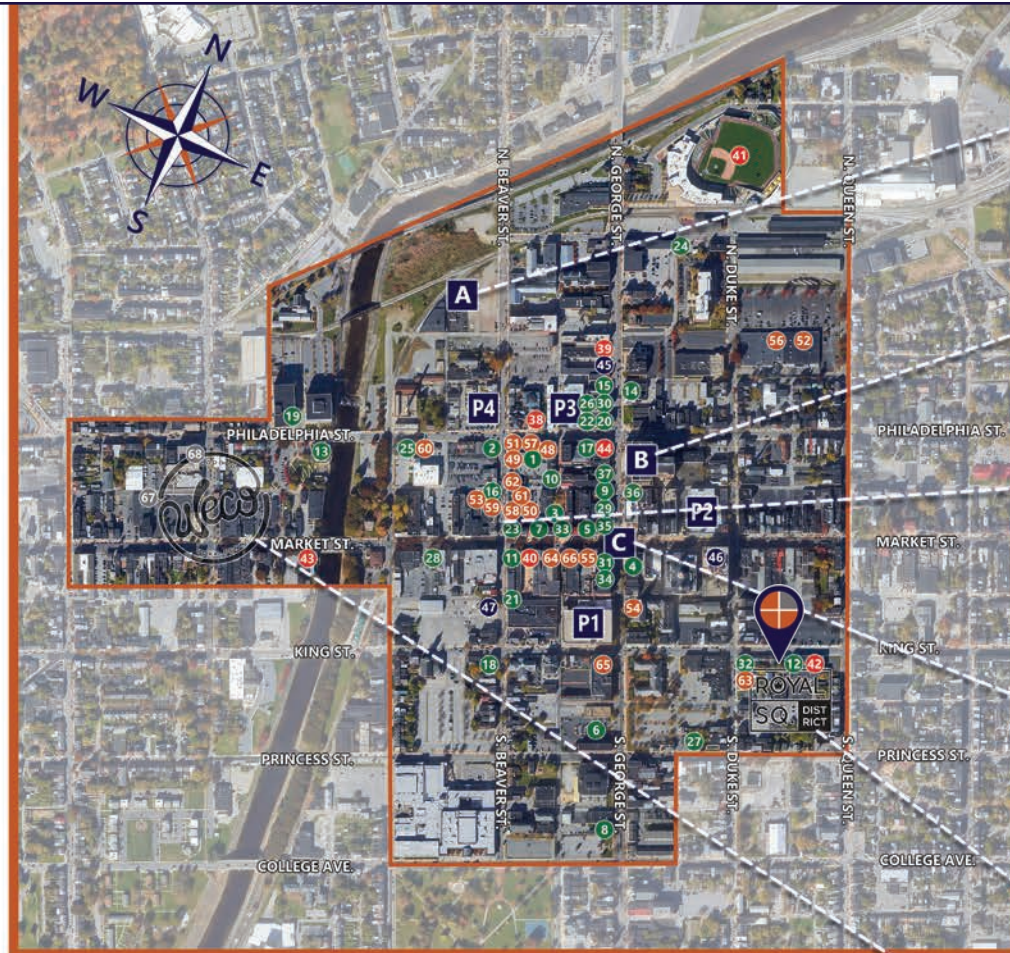 N
W
E
S
N. BEAVER ST.
N. GEORGE ST.
N. QUEEN ST.
N. DUKE ST.
41
24
A
56
52
39
45
15
14
26
30
P4
P3
22
20
38
19
PHILADELPHIA ST.
PHILADELPHIA ST.
13
25
60
2
51
57
48
17
44
49
1
B
68
67
Weco
62
10
37
16
9
36
53
61
59
58
50
3
29
P2
23
7
33
5
35
MARKET ST.
MARKET ST.
C
43
28
11
40
64
66
55
31
4
46
34
21
47
P1
54
KING ST.
KING ST.
18
65
32
12
42
63
ROYAL
SQ.
DIST
RICT
6
27
PRINCESS ST.
PRINCESS ST.
S. BEAVER ST.
S. GEORGE ST.
S. DUKE ST.
S. QUEEN ST.
8
COLLEGE AVE.
COLLEGE AVE.